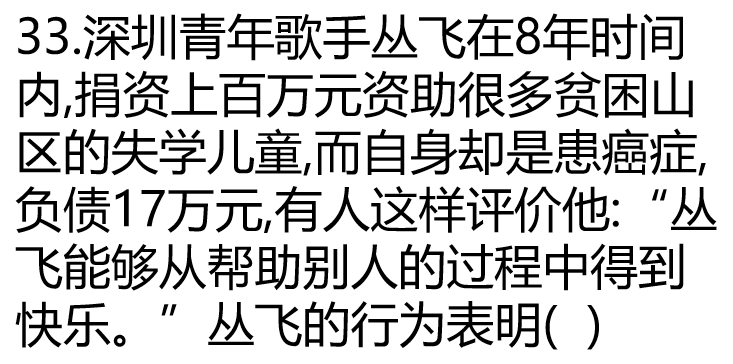 33.深圳青年歌手丛飞在8年时间
内,捐资上百万元资助很多贫困山
区的失学儿童,而自身却是患癌症,
负债17万元,有人这样评价他:“丛
飞能够从帮助别人的过程中得到
快乐。”丛飞的行为表明( )